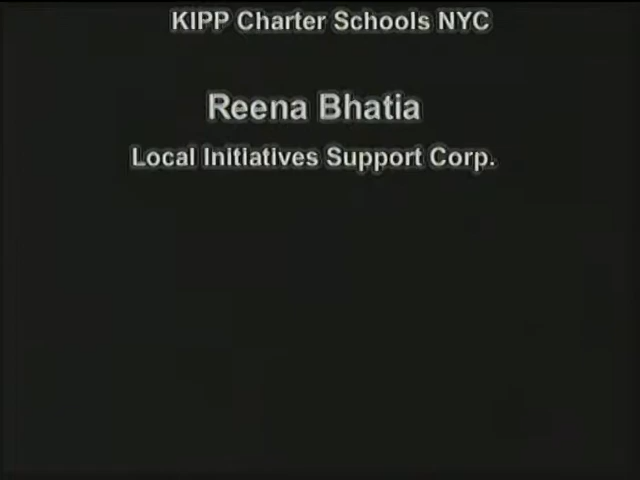 KIPP Charter Schools NYC
Reena Bhatia
Local Initiatives Support Corp.